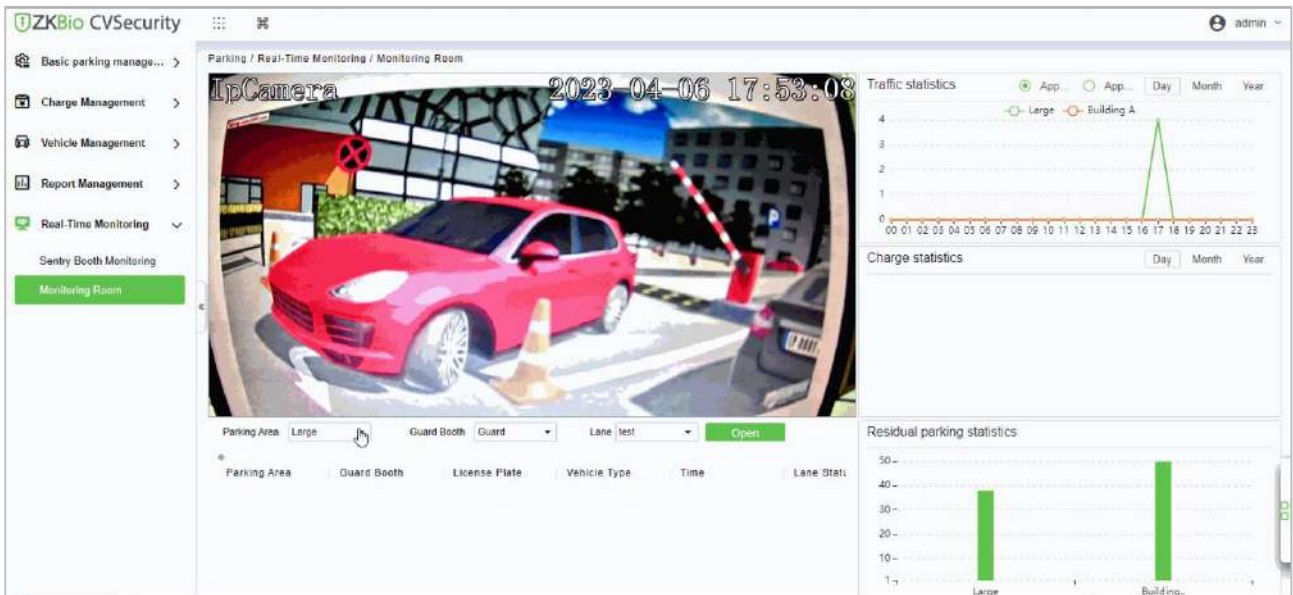 ZKBio CVSecurity
admin
Basic parking manage...
Charge Management
Vehicle Management
Report Management
Real-Time Monitoring
Sentry Booth Monitoring
Monitoring Room
Parking / Real-Time Monitoring / Monitoring Room
IpCamera 2023-04-06 17:53:08
P
Parking Area Large Guard Booth Guard Lane test Open
Parking Area Guard Booth License Plate Vehicle Type Time Lane Statu
Traffic statistics App... App... Day Month Year
Large Building A
4
3
2
1
0
00 01 02 03 04 05 06 07 08 09 10 11 12 13 14 15 16 17 18 19 20 21 22 23
Charge statistics Day Month Year
Residual parking statistics
50
40
30
20
10
1
Large Building..